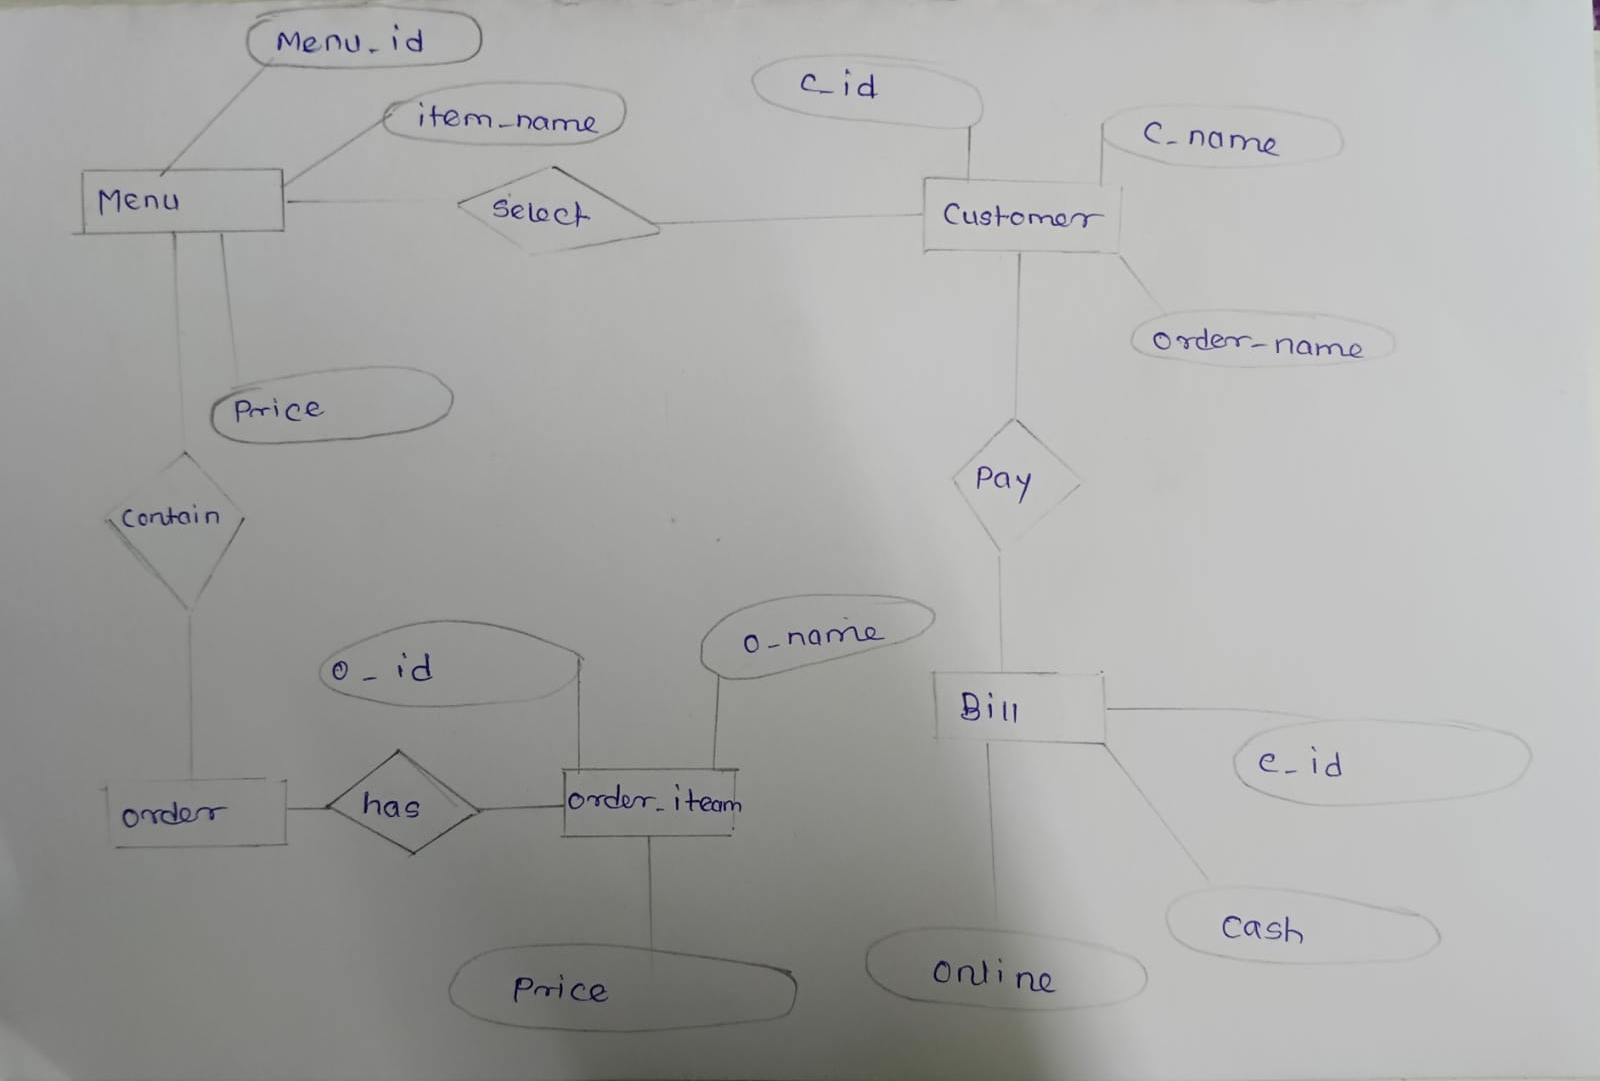 Menu_id
item_name
c_id
C_name
Menu
Select
Customer
order_name
Price
Pay
Contain
o_id
o_name
Bill
e_id
order
has
order_iteam
Cash
Online
Price